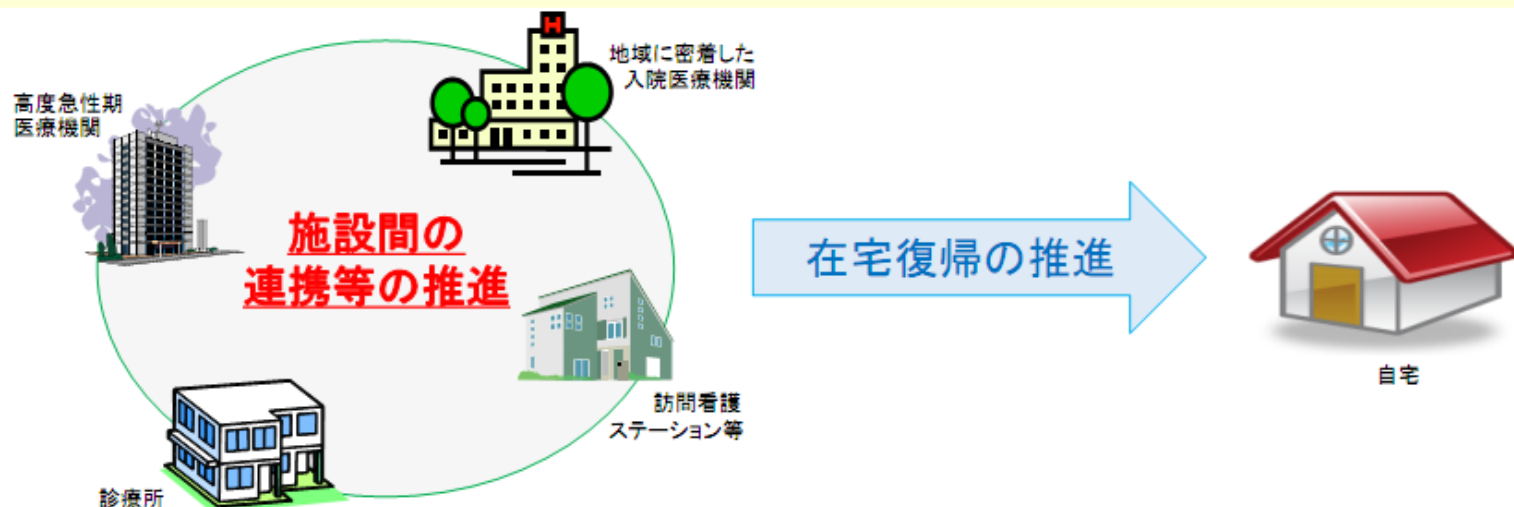 H
地域に密着した
入院医療機関
高度急性期
医療機関
施設間の
連携等の推進
在宅復帰の推進
自宅
訪問看護
ステーション等
診療所